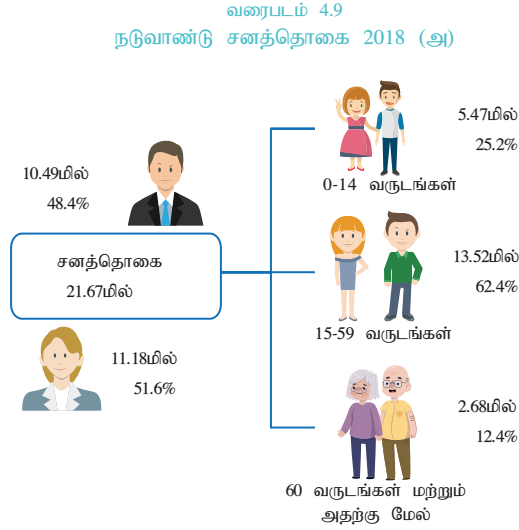 வரைபடம் 4.9
நடுவாண்டு சனத்தொகை 2018 (அ)
10.49மில்
48.4%
சனத்தொகை
21.67மில்
11.18மில்
51.6%
5.47மில்
25.2%
0-14 வருடங்கள்
13.52மில்
62.4%
15-59 வருடங்கள்
2.68மில்
12.4%
60 வருடங்கள் மற்றும்
அதற்கு மேல்